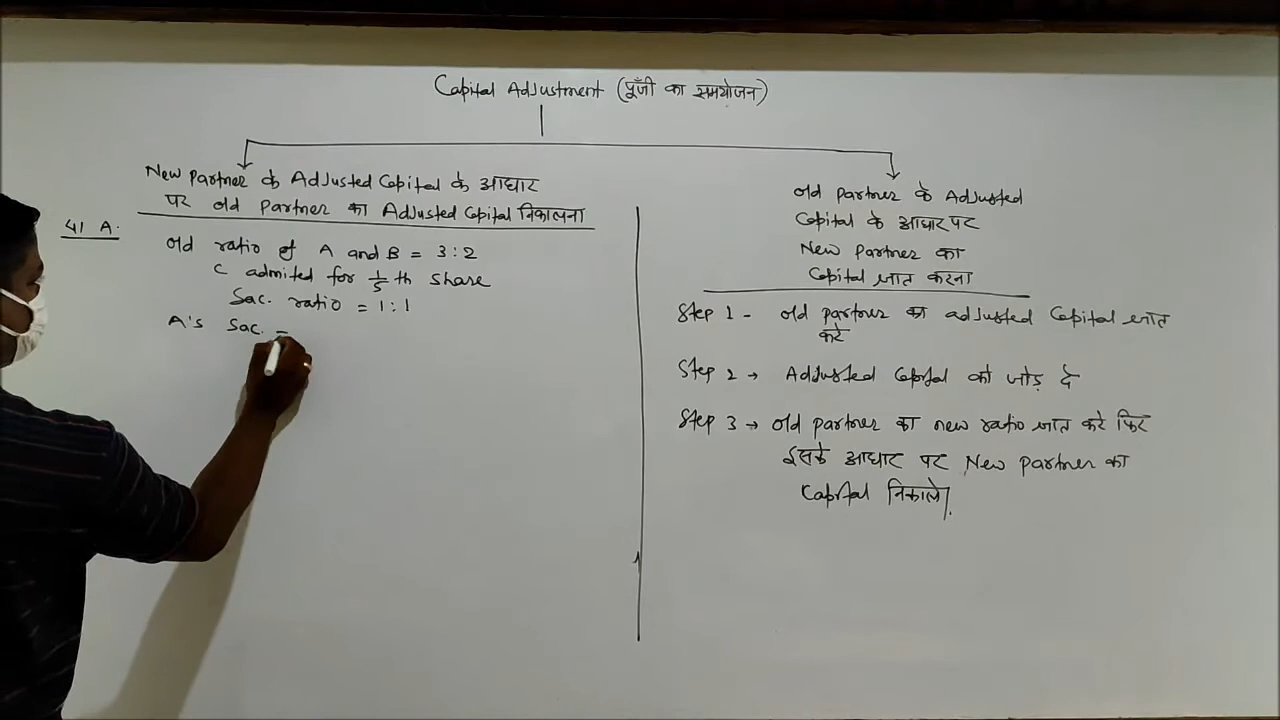 Capital Adjustment (पूँजी का समयोजन)
New Partner के Adjusted Capital के आधार
पर old Partner का Adjusted Capital निकालना
41 A.
old ratio of A and B = 3:2
C admited for 1/5 th share
Sac. ratio = 1:1
A's Sac. =
old partner के Adjusted
Capital के आधार पर
New Partner का
Capital ज्ञात करना
Step 1 - old partner का adjusted Capital ज्ञात
करे
Step 2 → Adjusted Capital को जोड़ दे
Step 3 → old partner का new ratio ज्ञात करे फिर
इसके आधार पर New partner का
Capital निकाले।